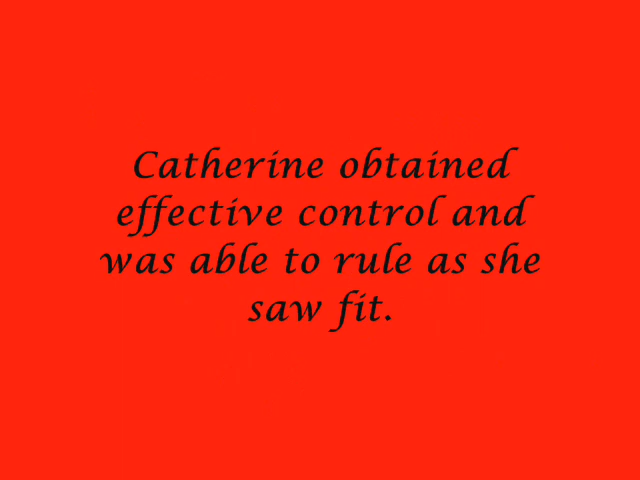 Catherine obtained
effective control and
was able to rule as she
saw fit.